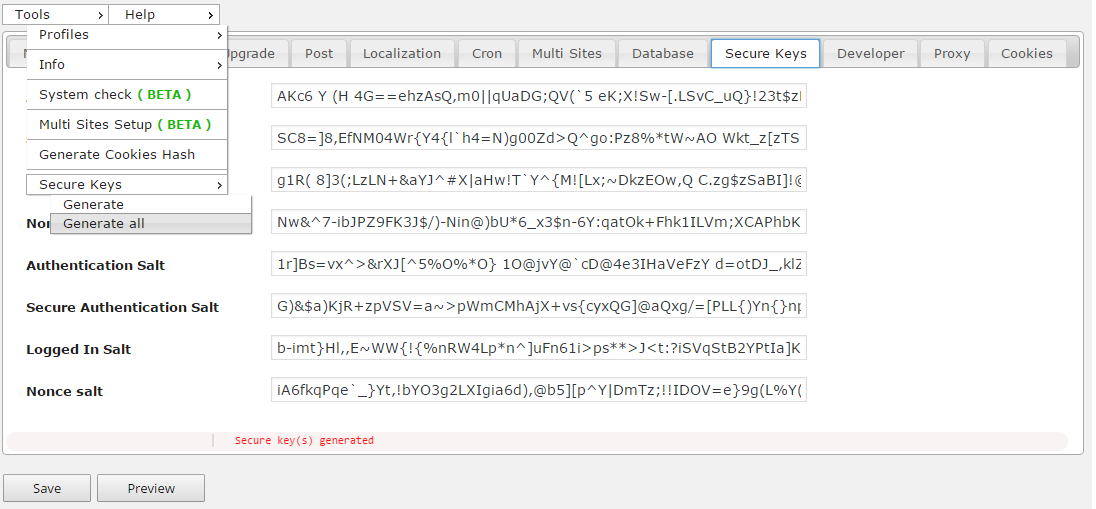 Tools > Help >
Profiles >
Upgrade Post Localization Cron Multi Sites Database Secure Keys Developer Proxy Cookies
Info >
System check ( BETA )
AKc6 Y (H 4G==ehzAsQ,m0||qUaDG;QV(`5 eK;X!Sw-[.LSvC_uQ}!23t$z
Multi Sites Setup ( BETA )
SC8=]8,EfNM04Wr{Y4{l`h4=N)g00Zd>Q^go:Pz8%*tW~AO Wkt_z[zTS
Generate Cookies Hash
Secure Keys >
g1R( 8]3(;LzLN+&aYJ^#X|aHw!T`Y^{M![Lx;~DkzEOw,Q C.zg$zSaBI]!@
Generate
Generate all
Nw&^7-ibJPZ9FK3J$/)-Nin@)bU*6_x3$n-6Y:qatOk+Fhk1ILVm;XCAPhbK
Authentication Salt
1r]Bs=vx^>&rXJ[^5%O%*O} 1O@jvY@`cD@4e3IHaVeFzY d=otDJ_,klZ
Secure Authentication Salt
G)&$a)KjR+zpVSV=a~>pWmCMhAjX+vs{cyxQG]@aQxg/=[PLL{)Yn{}np
Logged In Salt
b-imt}Hl,,E~WW{!{%nRW4Lp*n^]uFn61i>ps**>J<t:?iSVqStB2YPtIa]K
Nonce salt
iA6fkqPqe`_}Yt,!bYO3g2LXIgia6d),@b5][p^Y|DmTz;!!IDOV=e}9g(L%Y(
Secure key(s) generated
Save Preview